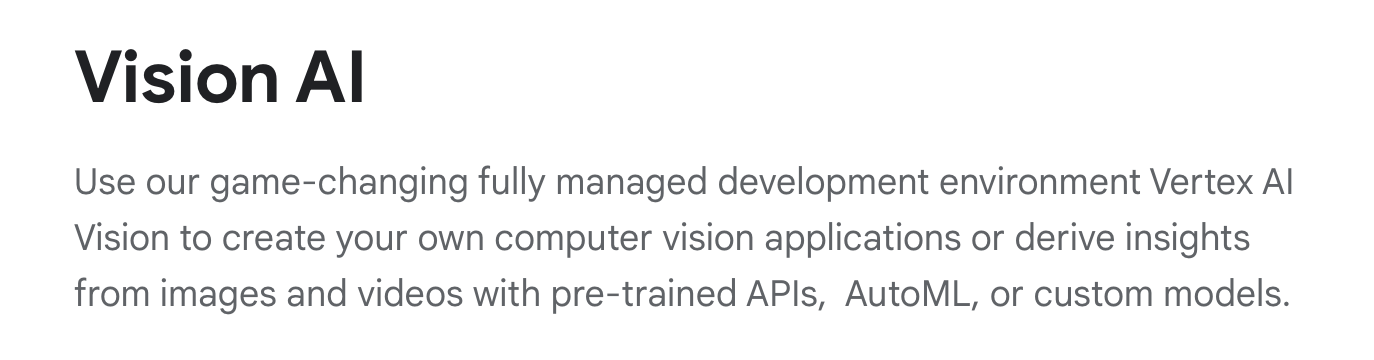 Vision AI
Use our game-changing fully managed development environment Vertex AI
Vision to create your own computer vision applications or derive insights
from images and videos with pre-trained APIs,  AutoML, or custom models.